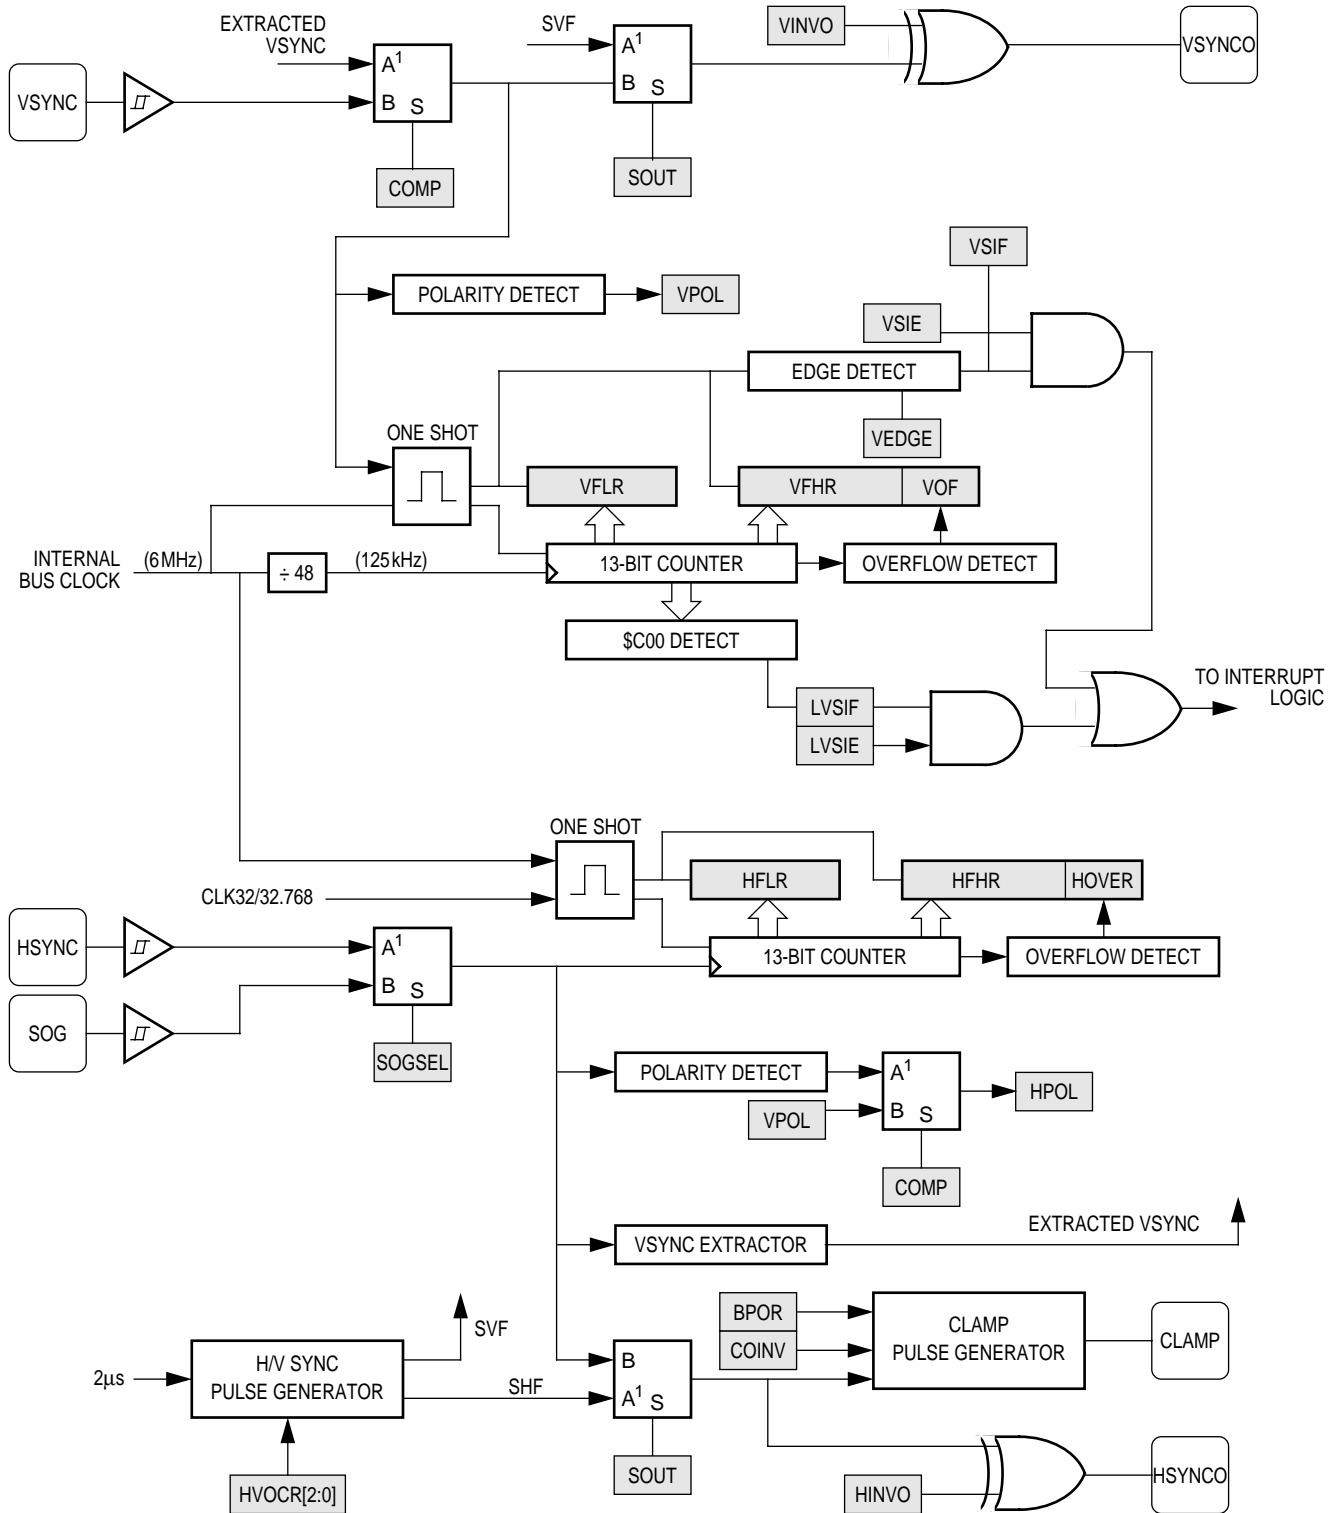 EXTRACTED
VSYNC
SVF
VINVO
VSYNCO
A1
B S
A1
B S
VSYNC
COMP
SOUT
VSIF
POLARITY DETECT
VPOL
VSIE
EDGE DETECT
VEDGE
ONE SHOT
VFLR
VFHR
VOF
INTERNAL
BUS CLOCK
(6MHz)
÷ 48
(125kHz)
13-BIT COUNTER
OVERFLOW DETECT
$C00 DETECT
LVSIF
LVSIE
TO INTERRUPT
LOGIC
ONE SHOT
HFLR
HFHR
HOVER
CLK32/32.768
HSYNC
A1
B S
13-BIT COUNTER
OVERFLOW DETECT
SOG
SOGSEL
POLARITY DETECT
A1
B S
HPOL
VPOL
COMP
VSYNC EXTRACTOR
EXTRACTED VSYNC
SVF
BPOR
COINV
CLAMP
PULSE GENERATOR
CLAMP
2µs
H/V SYNC
PULSE GENERATOR
SHF
B
A1 S
SOUT
HVOCR[2:0]
HINVO
HSYNCO